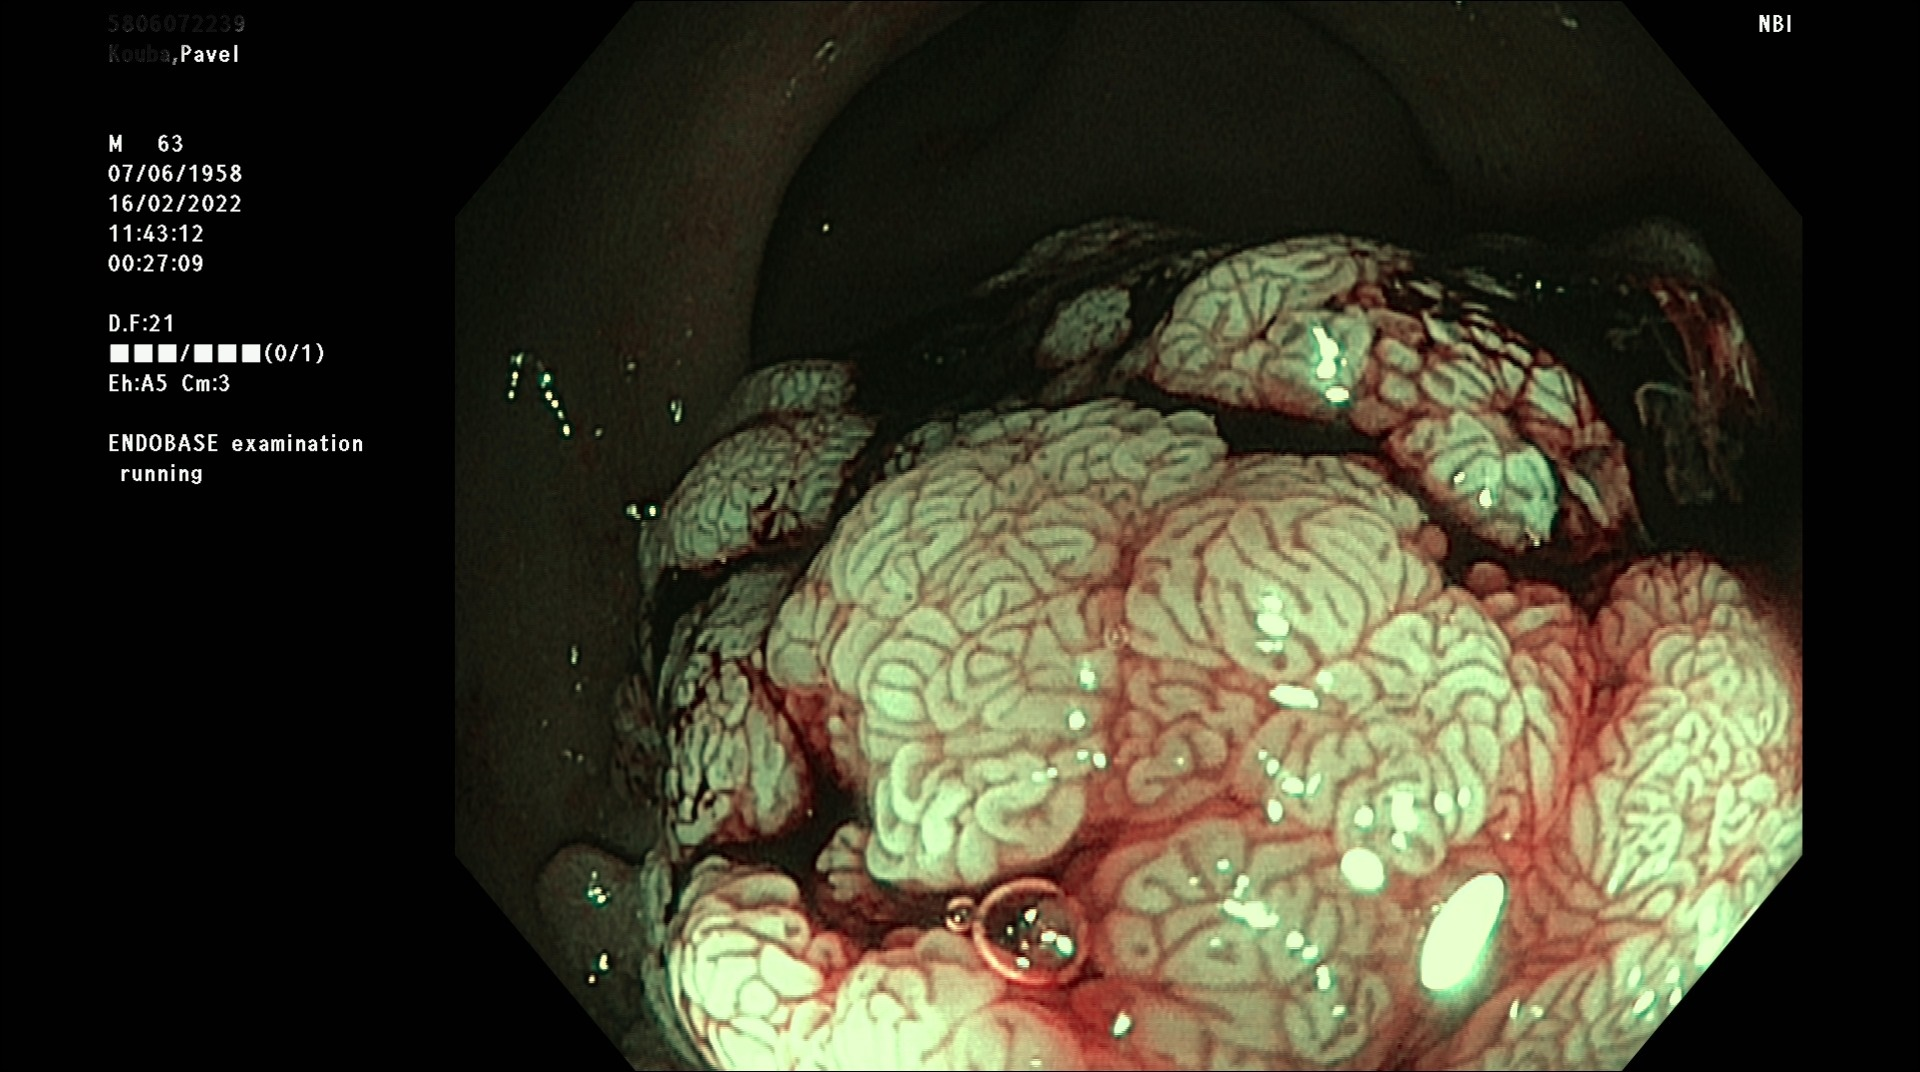 5806072239
Kouba,Pavel
NBI
M 63
07/06/1958
16/02/2022
11:43:12
00:27:09
D.F:21
■■■/■■■(0/1)
Eh:A5 Cm:3
ENDOBASE examination
running